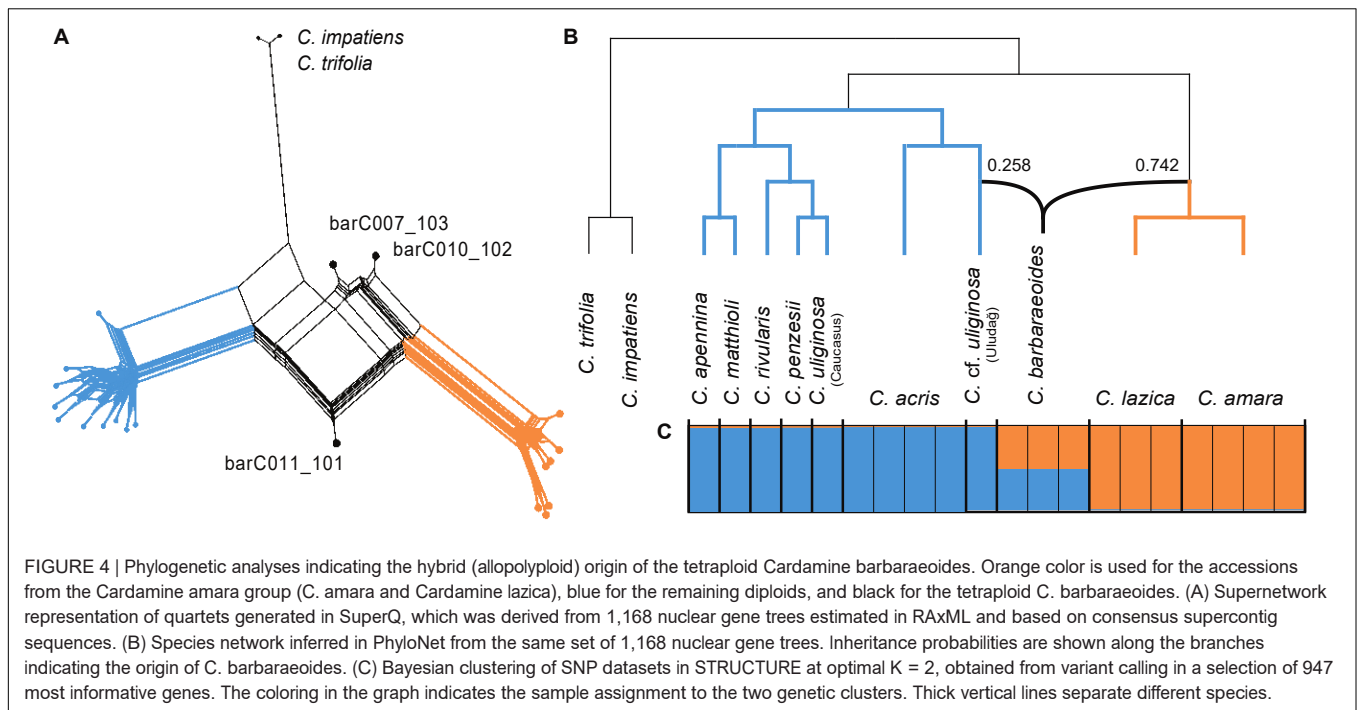 A
C. impatiens
C. trifolia
barC007_103
barC010_102
barC011_101
B
0.258
0.742
C. trifolia
C. impatiens
C. apennina
C. matthioli
C. rivularis
C. penzesii
C. uliginosa
(Caucasus)
C. acris
C. cf. uliginosa
(Uludağ)
C. barbaraeoides
C. lazica
C. amara
C
FIGURE 4 | Phylogenetic analyses indicating the hybrid (allopolyploid) origin of the tetraploid Cardamine barbaraeoides. Orange color is used for the accessions
from the Cardamine amara group (C. amara and Cardamine lazica), blue for the remaining diploids, and black for the tetraploid C. barbaraeoides. (A) Supernetwork
representation of quartets generated in SuperQ, which was derived from 1,168 nuclear gene trees estimated in RAxML and based on consensus supercontig
sequences. (B) Species network inferred in PhyloNet from the same set of 1,168 nuclear gene trees. Inheritance probabilities are shown along the branches
indicating the origin of C. barbaraeoides. (C) Bayesian clustering of SNP datasets in STRUCTURE at optimal K = 2, obtained from variant calling in a selection of 947
most informative genes. The coloring in the graph indicates the sample assignment to the two genetic clusters. Thick vertical lines separate different species.